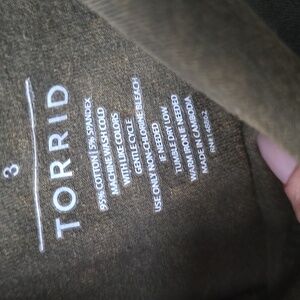 3
TORRID
95% COTTON | 5% SPANDEX
MACHINE WASH COLD
WITH LIKE COLORS
GENTLE CYCLE
USE ONLY NON-CHLORINE BLEACH
IF NEEDED
TUMBLE DRY LOW
WARM IRON IF NEEDED
MADE IN CAMBODIA